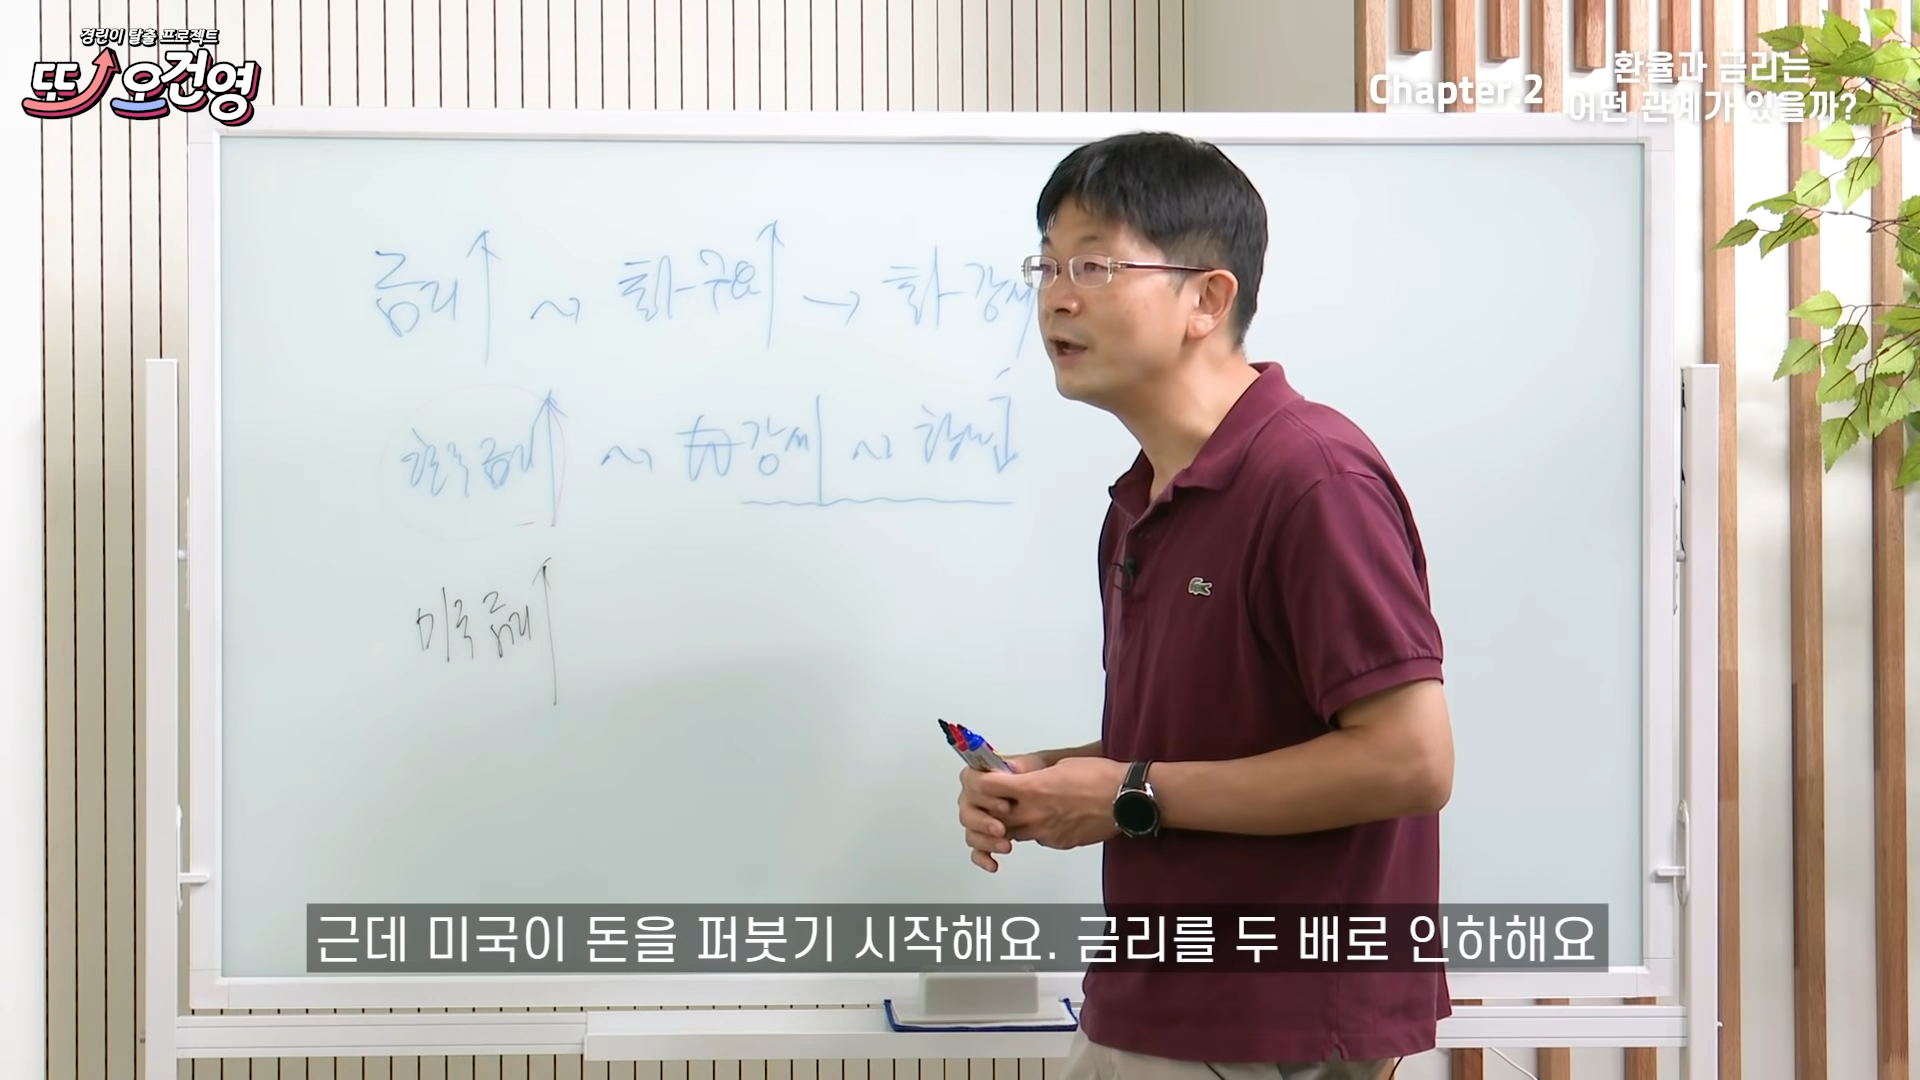 경린이 탈출 프로젝트
또 오건영
Chapter.2
환율과 금리는
어떤 관계가 있을까?
금리↑ ~> 원화-수요↑ → 강세
한국 금리↑ ~> 강세
미국 금리↑
근데 미국이 돈을 퍼붓기 시작해요. 금리를 두 배로 인하해요